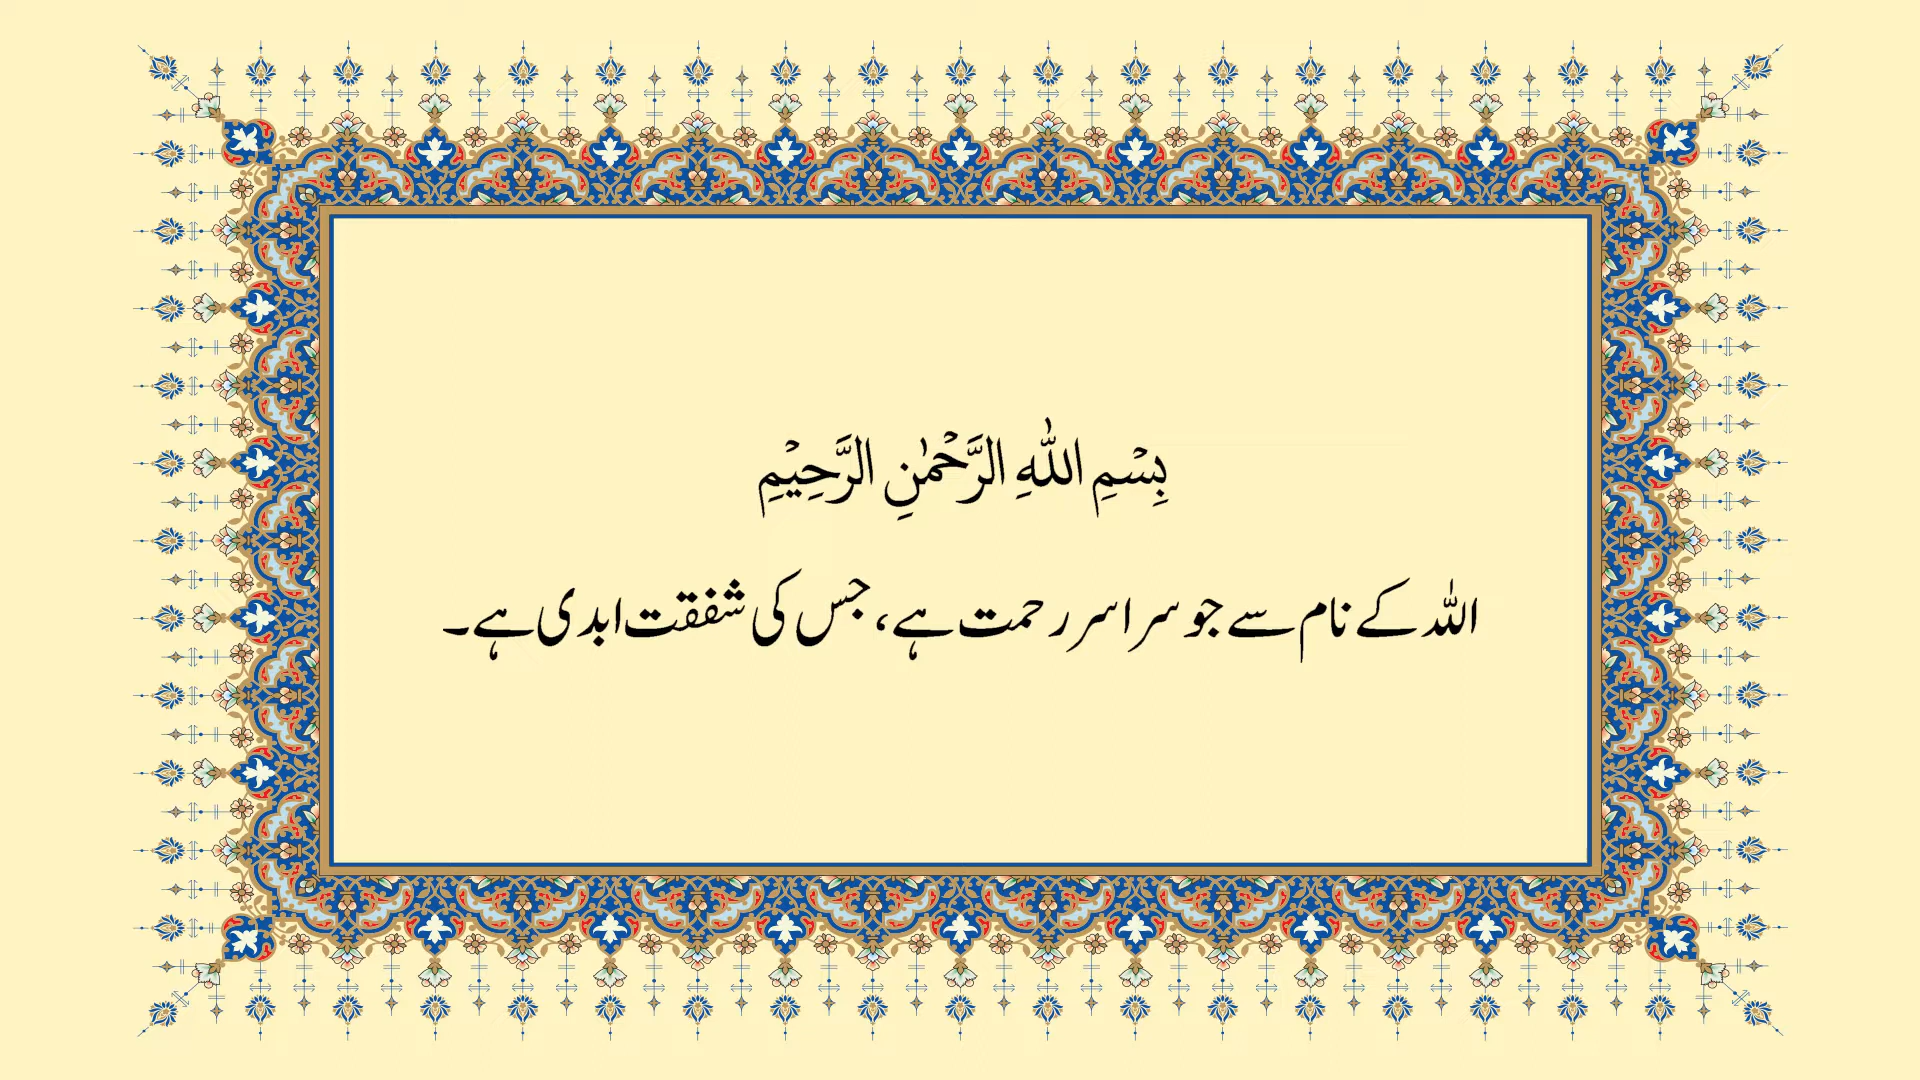 بِسْمِ اللّٰهِ الرَّحْمٰنِ الرَّحِيْمِ
اللہ کے نام سے جو سراسر رحمت ہے، جس کی شفقت ابدی ہے۔